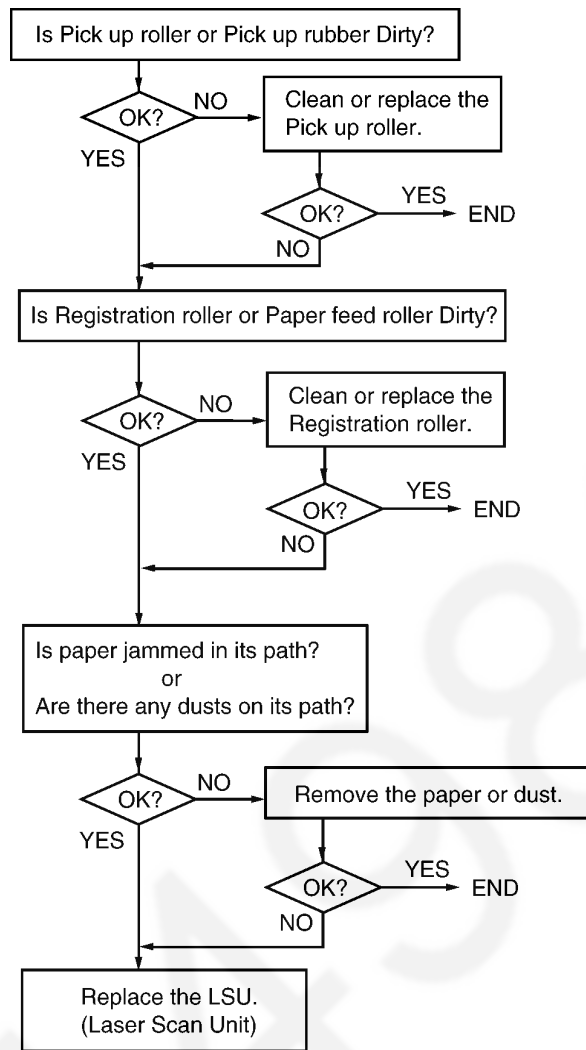 Is Pick up roller or Pick up rubber Dirty?
OK?
NO
YES
Clean or replace the
Pick up roller.
OK?
YES
END
NO
Is Registration roller or Paper feed roller Dirty?
OK?
NO
YES
Clean or replace the
Registration roller.
OK?
YES
END
NO
Is paper jammed in its path?
or
Are there any dusts on its path?
OK?
NO
YES
Remove the paper or dust.
OK?
YES
END
NO
Replace the LSU.
(Laser Scan Unit)